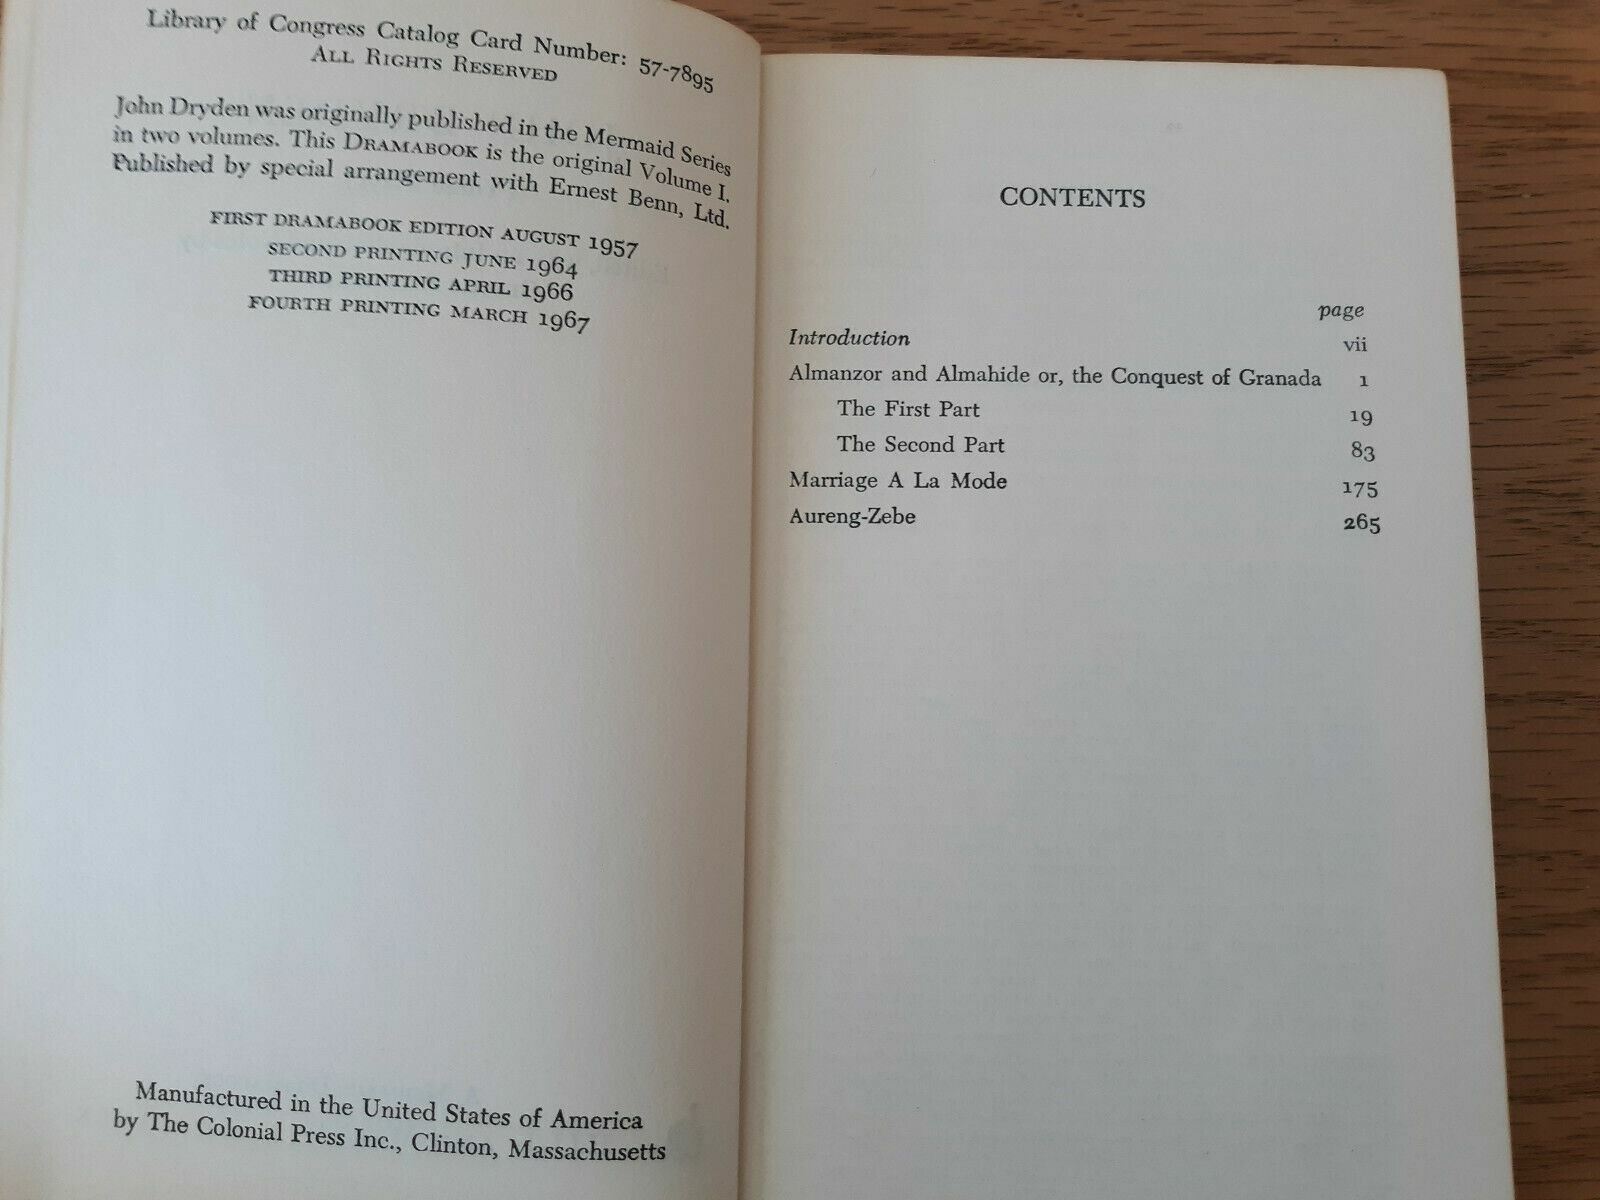 Library of Congress Catalog Card Number: 57-7895
ALL RIGHTS RESERVED
John Dryden was originally published in the Mermaid Series
in two volumes. This DRAMABOOK is the original Volume I.
Published by special arrangement with Ernest Benn, Ltd.
FIRST DRAMABOOK EDITION AUGUST 1957
SECOND PRINTING JUNE 1964
THIRD PRINTING APRIL 1966
FOURTH PRINTING MARCH 1967
Manufactured in the United States of America
by The Colonial Press Inc., Clinton, Massachusetts
CONTENTS
page
Introduction vii
Almanzor and Almahide or, the Conquest of Granada 1
The First Part 19
The Second Part 83
Marriage A La Mode 175
Aureng-Zebe 265